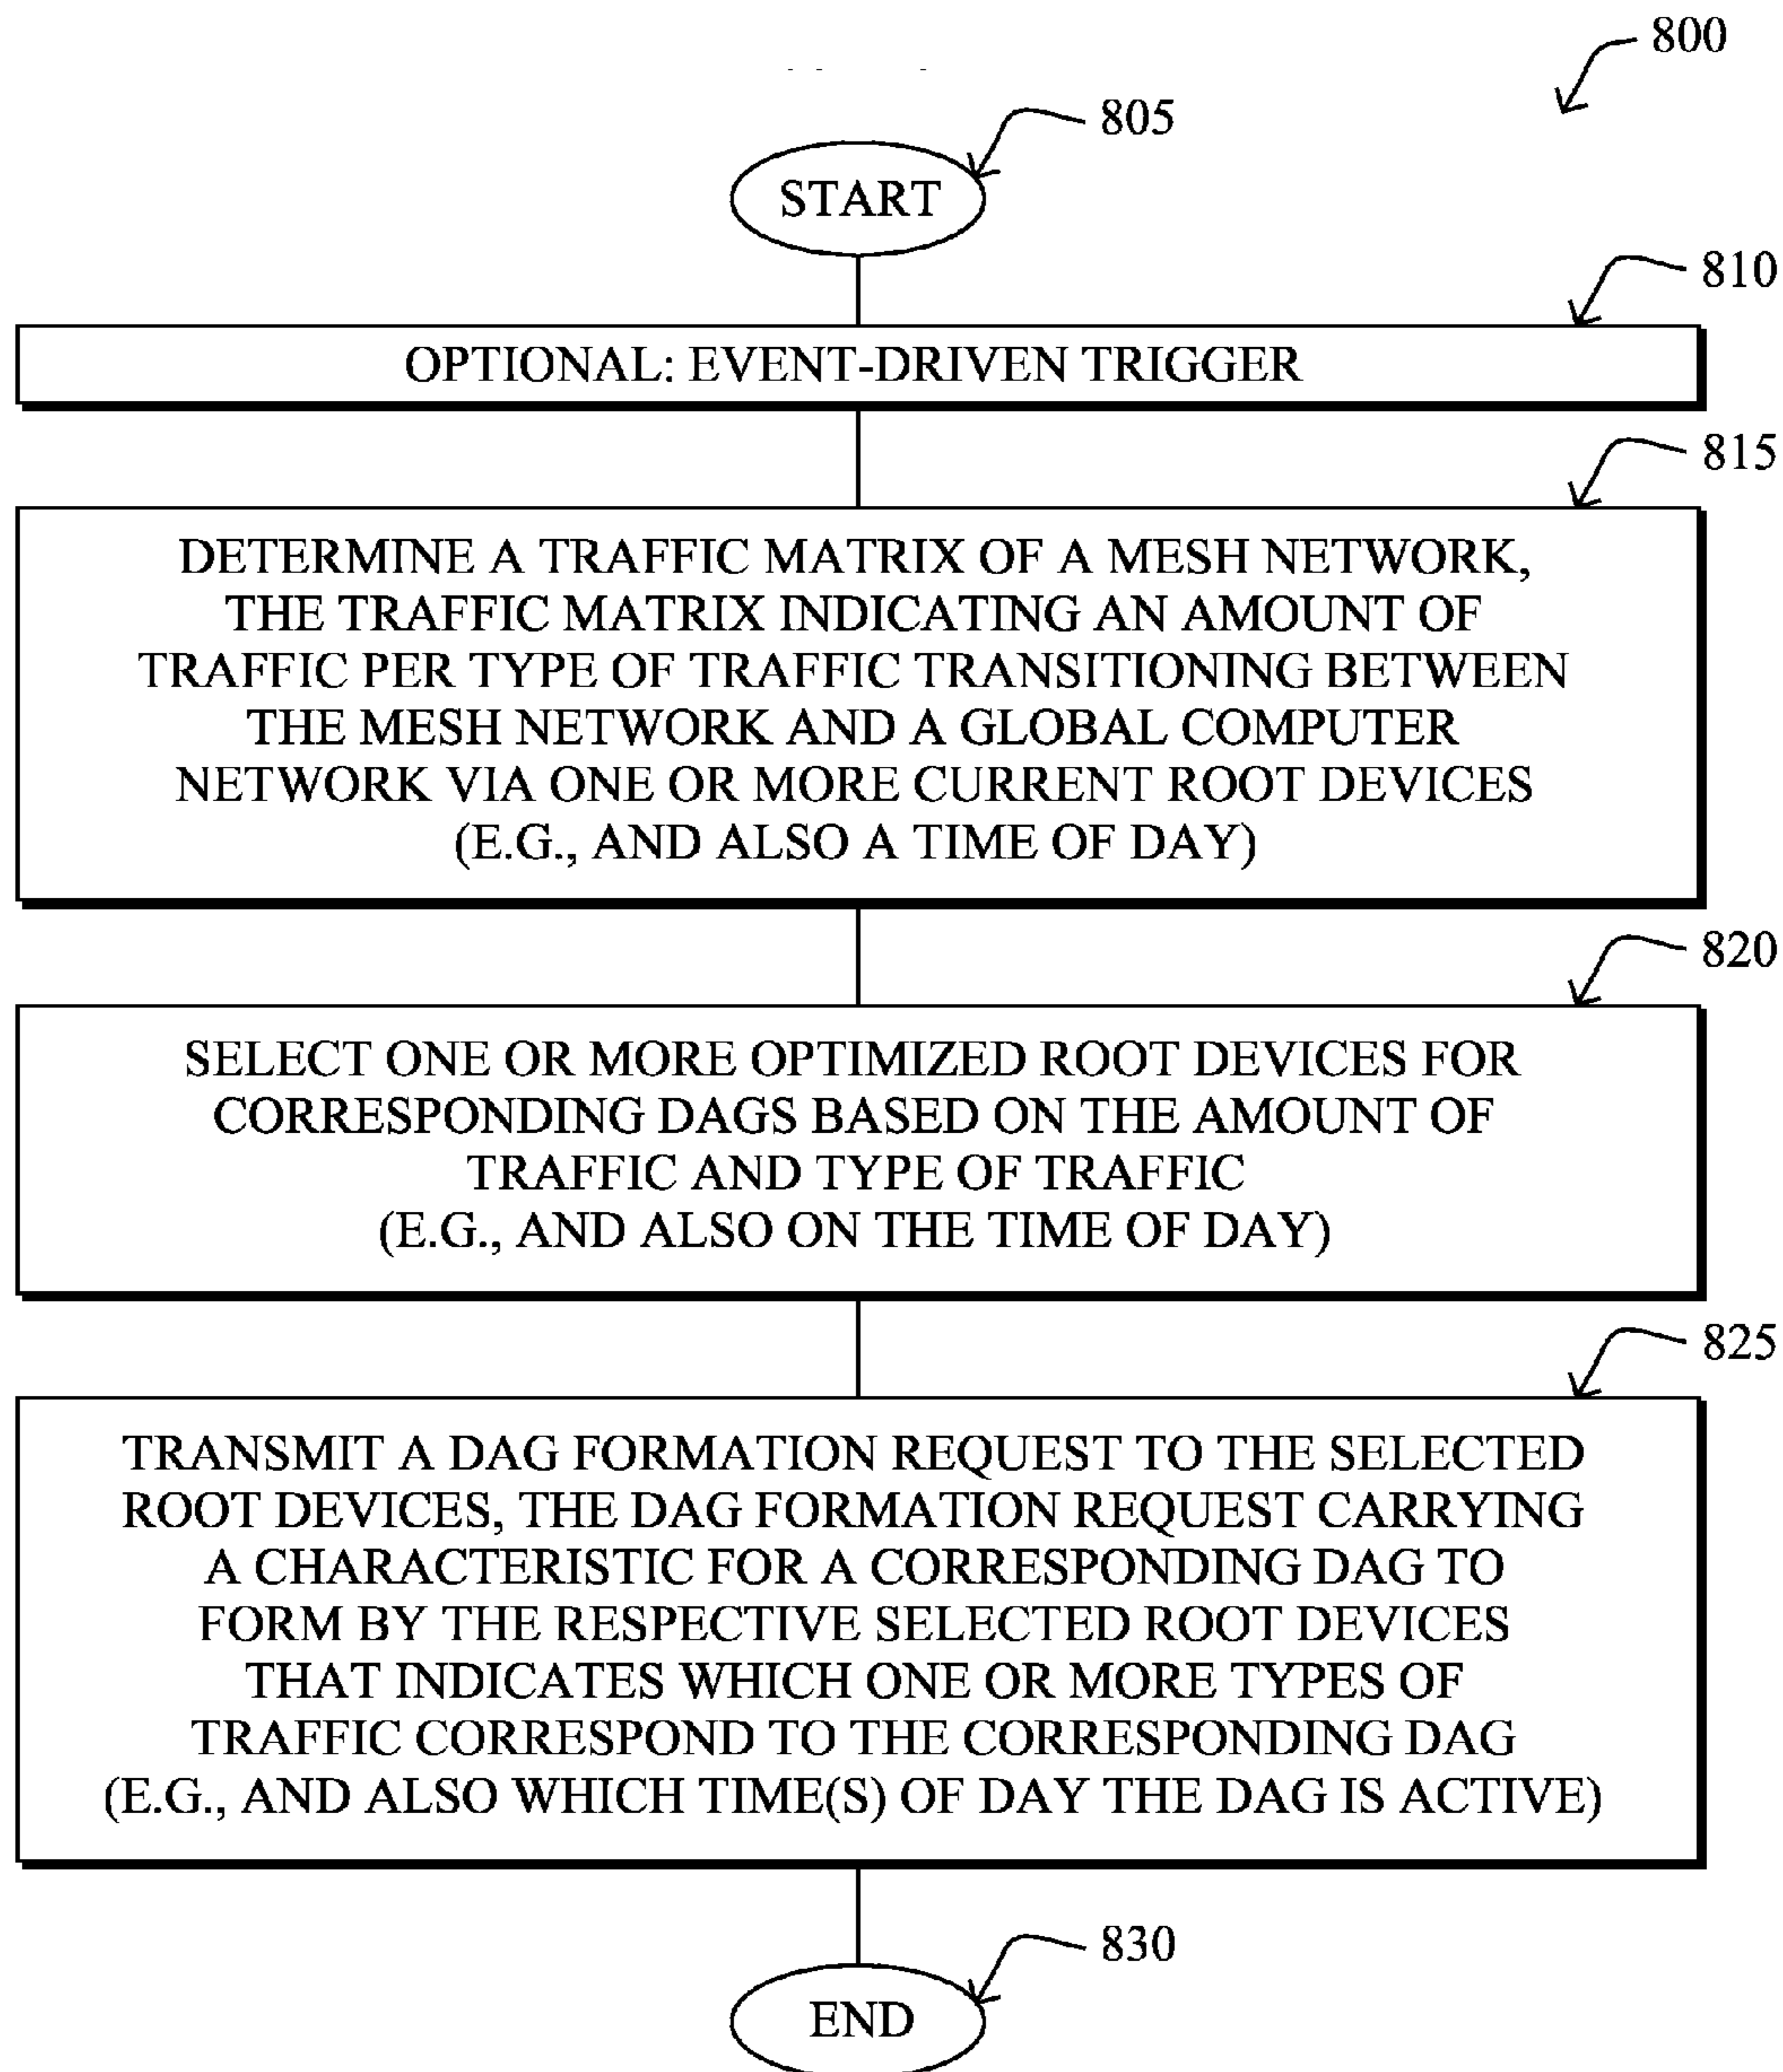 800
805
START
810
OPTIONAL: EVENT-DRIVEN TRIGGER
815
DETERMINE A TRAFFIC MATRIX OF A MESH NETWORK,
THE TRAFFIC MATRIX INDICATING AN AMOUNT OF
TRAFFIC PER TYPE OF TRAFFIC TRANSITIONING BETWEEN
THE MESH NETWORK AND A GLOBAL COMPUTER
NETWORK VIA ONE OR MORE CURRENT ROOT DEVICES
(E.G., AND ALSO A TIME OF DAY)
820
SELECT ONE OR MORE OPTIMIZED ROOT DEVICES FOR
CORRESPONDING DAGS BASED ON THE AMOUNT OF
TRAFFIC AND TYPE OF TRAFFIC
(E.G., AND ALSO ON THE TIME OF DAY)
825
TRANSMIT A DAG FORMATION REQUEST TO THE SELECTED
ROOT DEVICES, THE DAG FORMATION REQUEST CARRYING
A CHARACTERISTIC FOR A CORRESPONDING DAG TO
FORM BY THE RESPECTIVE SELECTED ROOT DEVICES
THAT INDICATES WHICH ONE OR MORE TYPES OF
TRAFFIC CORRESPOND TO THE CORRESPONDING DAG
(E.G., AND ALSO WHICH TIME(S) OF DAY THE DAG IS ACTIVE)
830
END